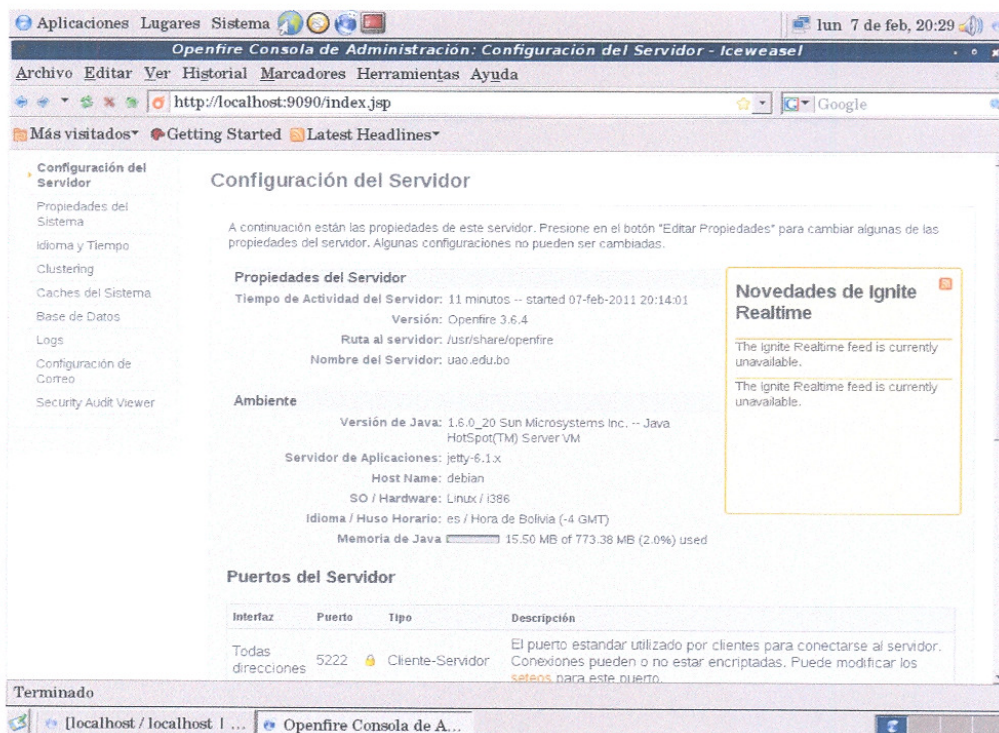 Aplicaciones Lugares Sistema
lun 7 de feb, 20:29
Openfire Consola de Administración: Configuración del Servidor - Iceweasel
Archivo Editar Ver Historial Marcadores Herramientas Ayuda
http://localhost:9090/index.jsp
Google
Más visitados Getting Started Latest Headlines
Configuración del
Servidor
Propiedades del
Sistema
Idioma y Tiempo
Clustering
Caches del Sistema
Base de Datos
Logs
Configuración de
Correo
Security Audit Viewer
Configuración del Servidor
A continuación están las propiedades de este servidor. Presione en el botón "Editar Propiedades" para cambiar algunas de las
propiedades del servidor. Algunas configuraciones no pueden ser cambiadas.
Propiedades del Servidor
Tiempo de Actividad del Servidor: 11 minutos -- started 07-feb-2011 20:14:01
Versión: Openfire 3.6.4
Ruta al servidor: /usr/share/openfire
Nombre del Servidor: uao.edu.bo
Ambiente
Versión de Java: 1.6.0_20 Sun Microsystems Inc. -- Java
HotSpot(TM) Server VM
Servidor de Aplicaciones: jetty-6.1.x
Host Name: debian
SO / Hardware: Linux / i386
Idioma / Huso Horario: es / Hora de Bolivia (-4 GMT)
Memoria de Java 15.50 MB of 773.38 MB (2.0%) used
Novedades de Ignite
Realtime
The Ignite Realtime feed is currently
unavailable.
The Ignite Realtime feed is currently
unavailable.
Puertos del Servidor
Interfaz Puerto Tipo Descripción
Todas
direcciones
5222 Cliente-Servidor
El puerto estandar utilizado por clientes para conectarse al servidor.
Conexiones pueden o no estar encriptadas. Puede modificar los
seteos para este puerto.
Terminado
[localhost / localhost | ...
Openfire Consola de A...